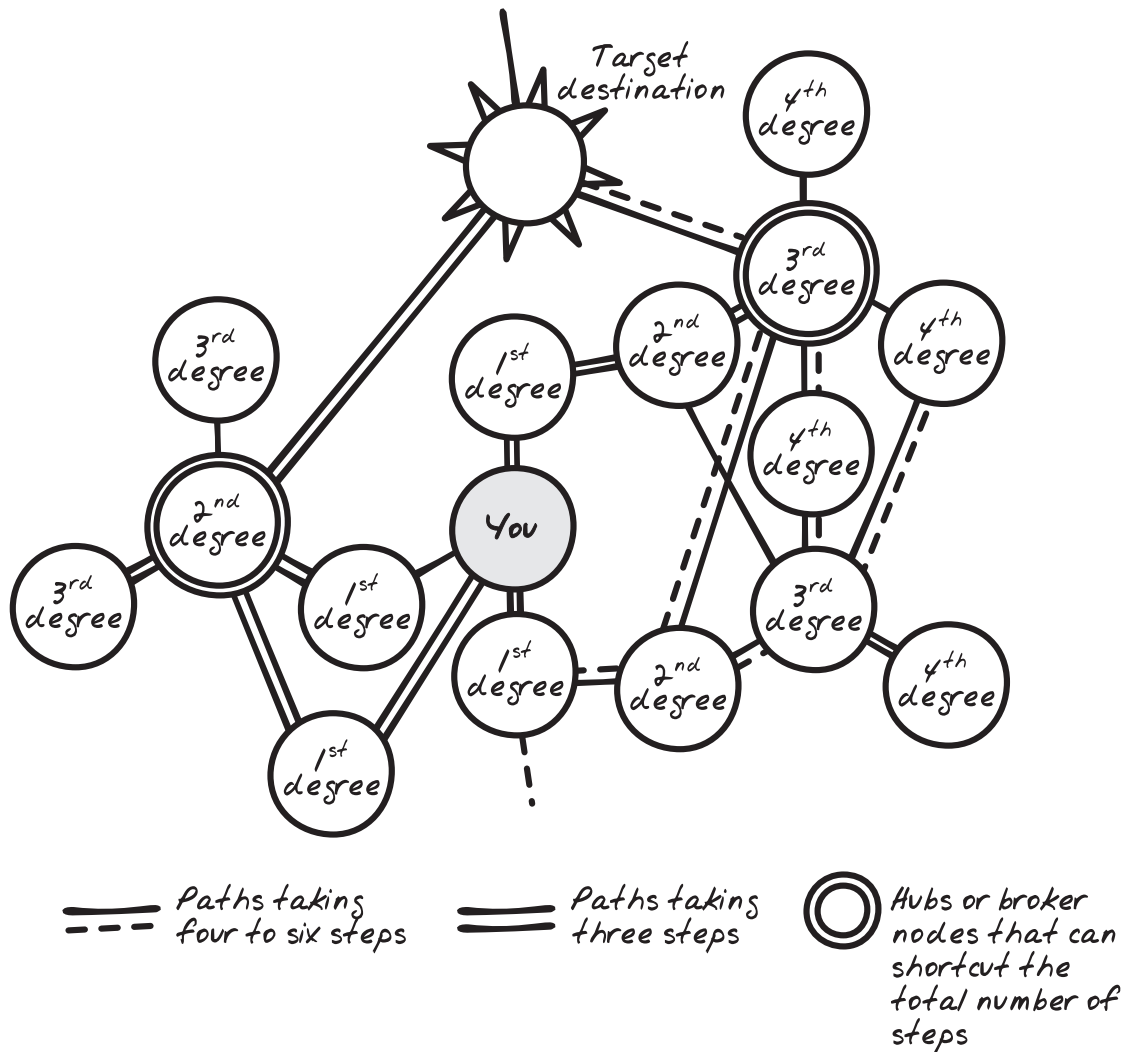 Target
destination
4th
degree
3rd
degree
2nd
degree
4th
degree
3rd
degree
1st
degree
4th
degree
2nd
degree
You
3rd
degree
1st
degree
3rd
degree
1st
degree
2nd
degree
4th
degree
1st
degree
Paths taking
four to six steps
Paths taking
three steps
Hubs or broker
nodes that can
shortcut the
total number of
steps